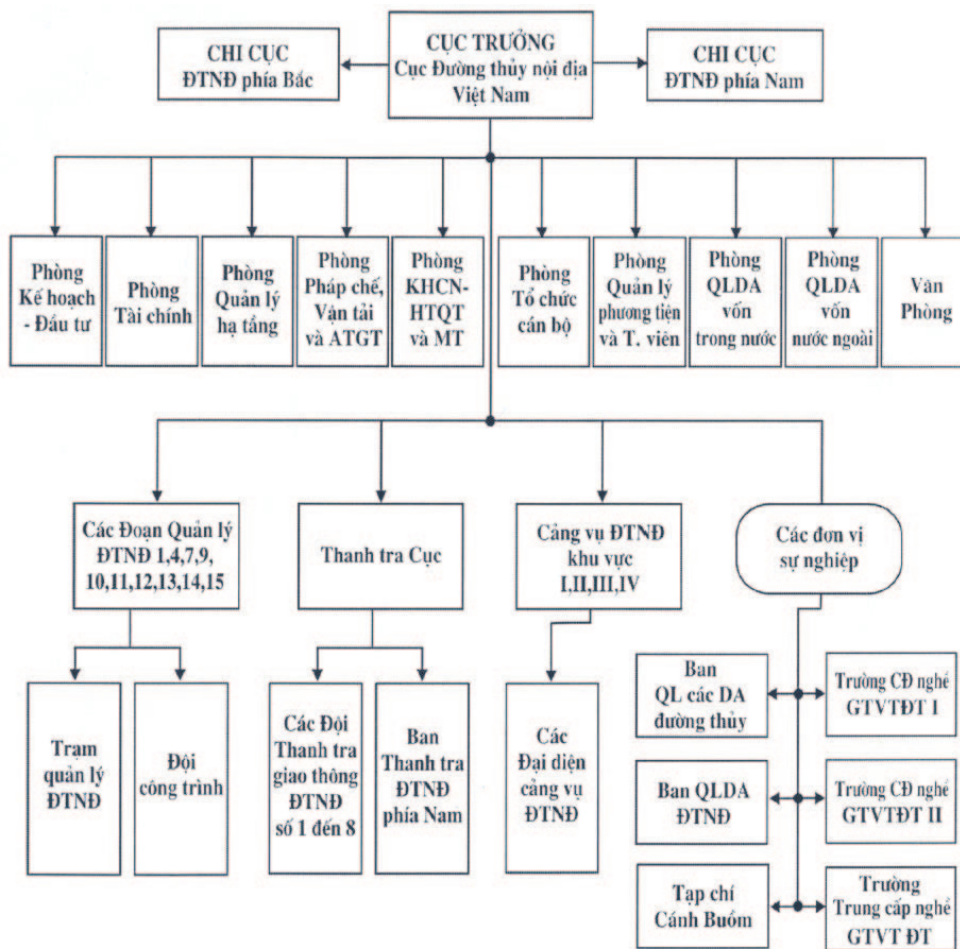 CHI CỤC
ĐTNĐ phía Bắc
CỤC TRƯỞNG
Cục Đường thủy nội địa
Việt Nam
CHI CỤC
ĐTNĐ phía Nam
Phòng
Kế hoạch
- Đầu tư
Phòng
Tài chính
Phòng
Quản lý
hạ tầng
Phòng
Pháp chế,
Vận tải
và ATGT
Phòng
KHCN-
HTQT
và MT
Phòng
Tổ chức
cán bộ
Phòng
Quản lý
phương tiện
và T. viên
Phòng
QLDA
vốn
trong nước
Phòng
QLDA
vốn
nước ngoài
Văn
Phòng
Các Đoạn Quản lý
ĐTNĐ 1,4,7,9,
10,11,12,13,14,15
Thanh tra Cục
Cảng vụ ĐTNĐ
khu vực
I,II,III,IV
Các đơn vị
sự nghiệp
Trạm
quản lý
ĐTNĐ
Đội
công trình
Các Đội
Thanh tra
giao thông
ĐTNĐ
số 1 đến 8
Ban
Thanh tra
ĐTNĐ
phía Nam
Các
Đại diện
cảng vụ
ĐTNĐ
Ban
QL các DA
đường thủy
Trường CĐ nghề
GTVTĐT I
Ban QLDA
ĐTNĐ
Trường CĐ nghề
GTVTĐT II
Tạp chí
Cánh Buồm
Trường
Trung cấp nghề
GTVT ĐT